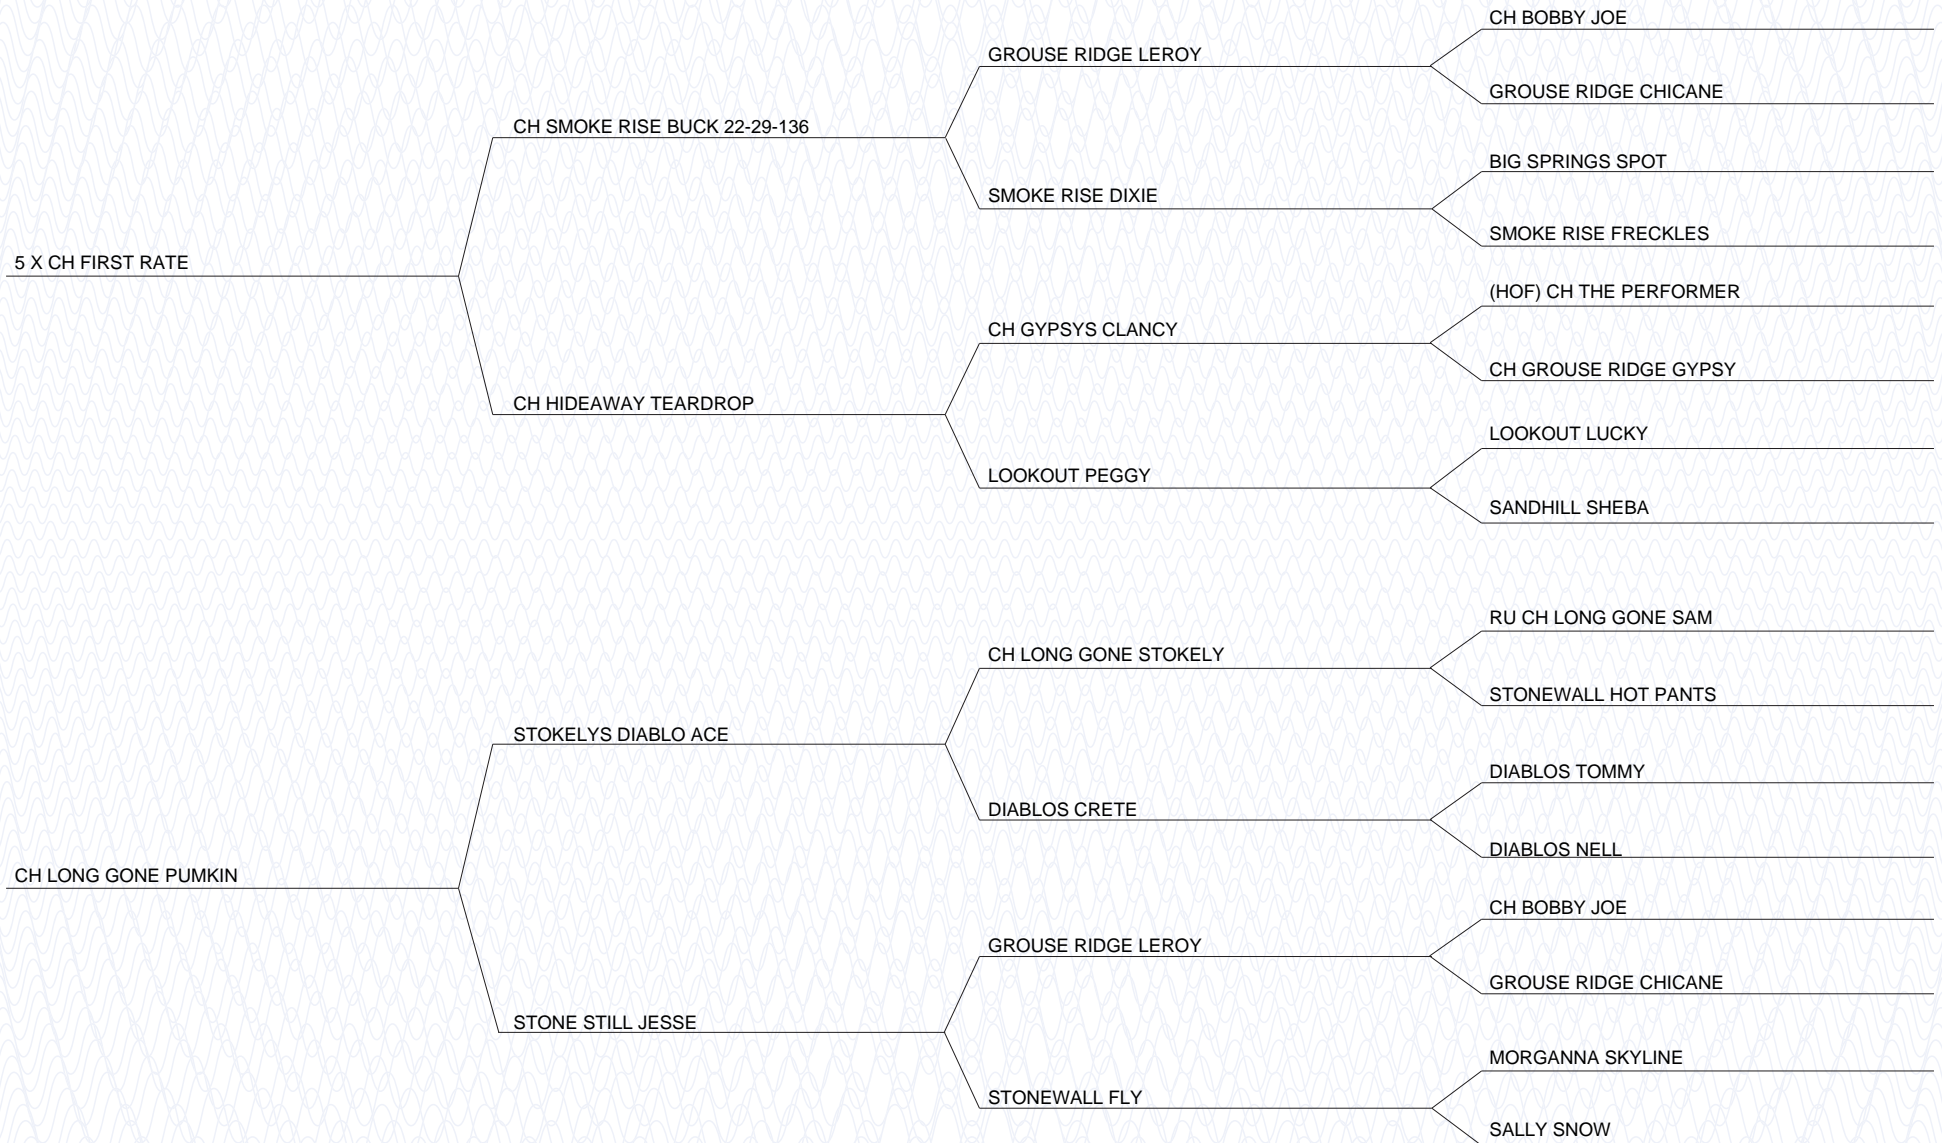 CH BOBBY JOE
GROUSE RIDGE LEROY
GROUSE RIDGE CHICANE
CH SMOKE RISE BUCK 22-29-136
BIG SPRINGS SPOT
SMOKE RISE DIXIE
SMOKE RISE FRECKLES
5 X CH FIRST RATE
(HOF) CH THE PERFORMER
CH GYPSYS CLANCY
CH GROUSE RIDGE GYPSY
CH HIDEAWAY TEARDROP
LOOKOUT LUCKY
LOOKOUT PEGGY
SANDHILL SHEBA
RU CH LONG GONE SAM
CH LONG GONE STOKELY
STONEWALL HOT PANTS
STOKELYS DIABLO ACE
DIABLOS TOMMY
DIABLOS CRETE
DIABLOS NELL
CH LONG GONE PUMKIN
CH BOBBY JOE
GROUSE RIDGE LEROY
GROUSE RIDGE CHICANE
STONE STILL JESSE
MORGANNA SKYLINE
STONEWALL FLY
SALLY SNOW